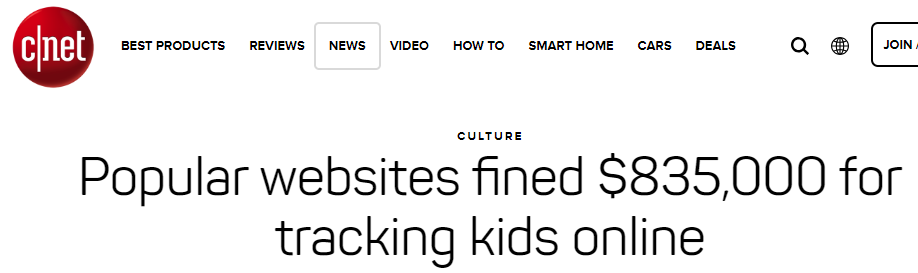 c|net BEST PRODUCTS REVIEWS NEWS VIDEO HOW TO SMART HOME CARS DEALS JOIN /
CULTURE
Popular websites fined $835,000 for
tracking kids online